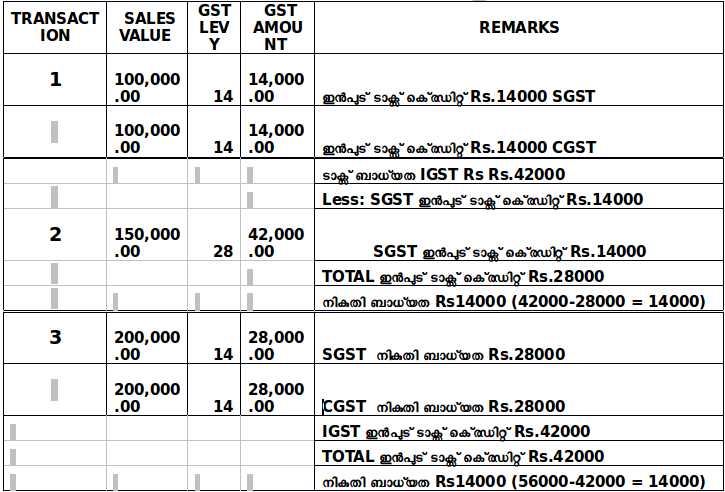 TRANSACT SALES GST GST REMARKS
ION VALUE LEV AMOU
Y NT
1 100,000 14,000
.00 14 .00 ഇൻപുട് ടാക്സ് ക്രെഡിറ്റ് Rs.14000 SGST
100,000 14,000
.00 14 .00 ഇൻപുട് ടാക്സ് ക്രെഡിറ്റ് Rs.14000 CGST
ടാക്സ് ബാധ്യത IGST Rs Rs.42000
Less: SGST ഇൻപുട് ടാക്സ് ക്രെഡിറ്റ് Rs.14000
2 150,000 42,000
.00 28 .00 SGST ഇൻപുട് ടാക്സ് ക്രെഡിറ്റ് Rs.14000
TOTAL ഇൻപുട് ടാക്സ് ക്രെഡിറ്റ് Rs.28000
നികുതി ബാധ്യത Rs14000 (42000-28000 = 14000)
3 200,000 28,000
.00 14 .00 SGST നികുതി ബാധ്യത Rs.28000
200,000 28,000
.00 14 .00 CGST നികുതി ബാധ്യത Rs.28000
IGST ഇൻപുട് ടാക്സ് ക്രെഡിറ്റ് Rs.42000
TOTAL ഇൻപുട് ടാക്സ് ക്രെഡിറ്റ് Rs.42000
നികുതി ബാധ്യത Rs14000 (56000-42000 = 14000)